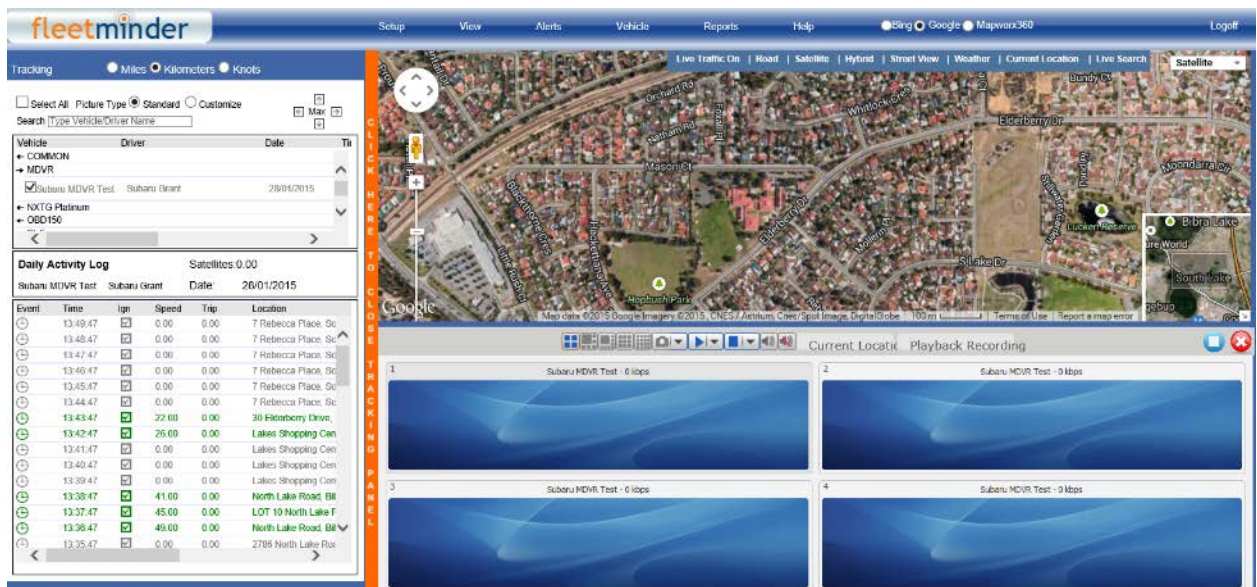 fleetminder
Setup View Alerts Vehicle Reports Help Bing Google Mapworx360 Logoff
Tracking Miles Kilometers Knots
Select All Picture Type Standard Customize
Max
Search Type Vehicle/Driver Name
Vehicle Driver Date
COMMON
MDVR
Subaru MDVR Test Subaru Grant 28/01/2015
NXTG Platinum
OBD150
Daily Activity Log Satellites:0.00
Subaru MDVR Test Subaru Grant Date: 28/01/2015
Event Time Ign Speed Trip Location
13:49:47 0.00 0.00 7 Rebecca Place, Sc
13:48:47 0.00 0.00 7 Rebecca Place, Sc
13:47:47 0.00 0.00 7 Rebecca Place, Sc
13:46:47 0.00 0.00 7 Rebecca Place, Sc
13:45:47 0.00 0.00 7 Rebecca Place, Sc
13:44:47 0.00 0.00 7 Rebecca Place, Sc
13:43:47 22.00 0.00 30 Elderberry Drive,
13:42:47 26.00 0.00 Lakes Shopping Cen
13:41:47 0.00 0.00 Lakes Shopping Cen
13:40:47 0.00 0.00 Lakes Shopping Cen
13:39:47 0.00 0.00 Lakes Shopping Cen
13:38:47 41.00 0.00 North Lake Road, Bil
13:37:47 45.00 0.00 LOT 10 North Lake F
13:36:47 49.00 0.00 North Lake Road, Bil
13:35:47 0.00 0.00 2786 North Lake Roa
CLICK HERE TO CLOSE TRACKING PANEL
Live Traffic On | Road | Satellite | Hybrid | Street View | Weather | Current Location | Live Search
Satellite
Orchard Rd
Bundy Ct
Whitlock Cres
Elderberry Dr
Mason Ct
Moondarra Cir
Blackthorne Cres
Elderberry Dr
Lucken Reserve
Bibra Lake
S Lake Dr
South Lake
Hopbush Park
Google
Map data ©2015 Google Imagery ©2015, CNES / Astrium, Cnes/Spot Image, DigitalGlobe 100 m Terms of Use Report a map error
Current Locatic Playback Recording
1 Subaru MDVR Test - 0 kbps
2 Subaru MDVR Test - 0 kbps
3 Subaru MDVR Test - 0 kbps
4 Subaru MDVR Test - 0 kbps